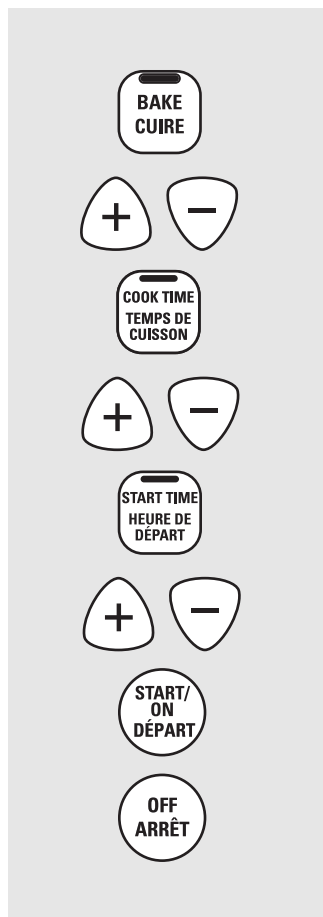 BAKE
CUIRE
+ −
COOK TIME
TEMPS DE
CUISSON
+ −
START TIME
HEURE DE
DÉPART
+ −
START/
ON
DÉPART
OFF
ARRÊT